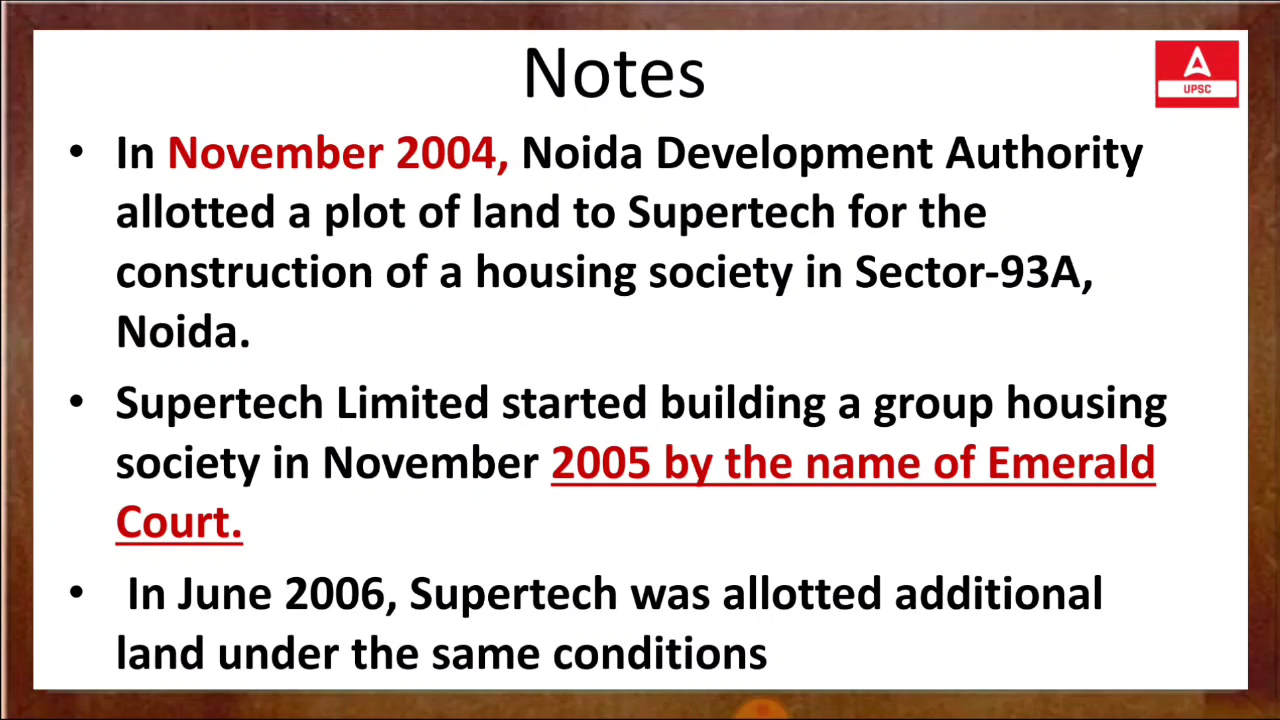 Notes
UPSC
• In November 2004, Noida Development Authority
allotted a plot of land to Supertech for the
construction of a housing society in Sector-93A,
Noida.
• Supertech Limited started building a group housing
society in November 2005 by the name of Emerald
Court.
• In June 2006, Supertech was allotted additional
land under the same conditions